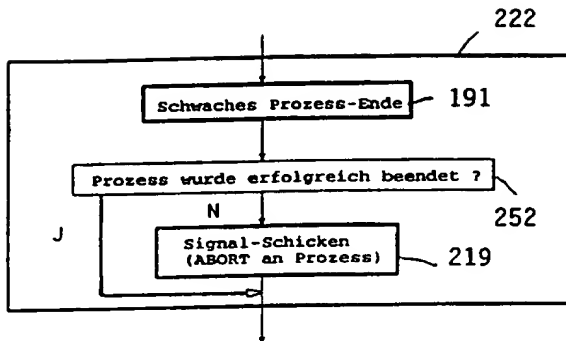 222
Schwaches Prozess-Ende
191
Prozess wurde erfolgreich beendet ?
252
J
N
Signal-Schicken
(ABORT an Prozess)
219